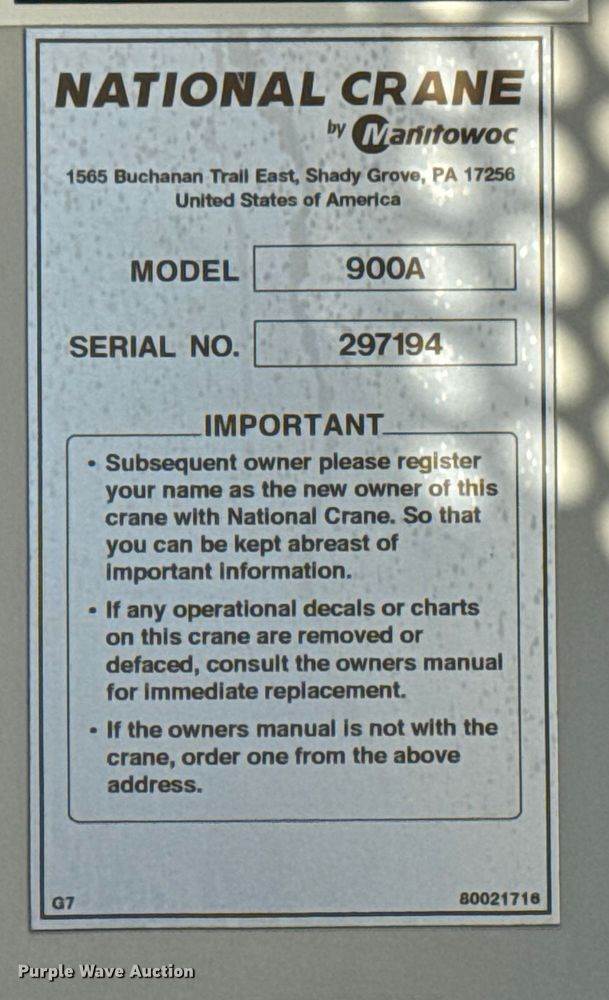 NATIONAL CRANE
by Manitowoc
1565 Buchanan Trail East, Shady Grove, PA 17256
United States of America
MODEL 900A
SERIAL NO. 297194
IMPORTANT
• Subsequent owner please register
your name as the new owner of this
crane with National Crane. So that
you can be kept abreast of
important information.
• If any operational decals or charts
on this crane are removed or
defaced, consult the owners manual
for immediate replacement.
• If the owners manual is not with the
crane, order one from the above
address.
G7 80021716
Purple Wave Auction